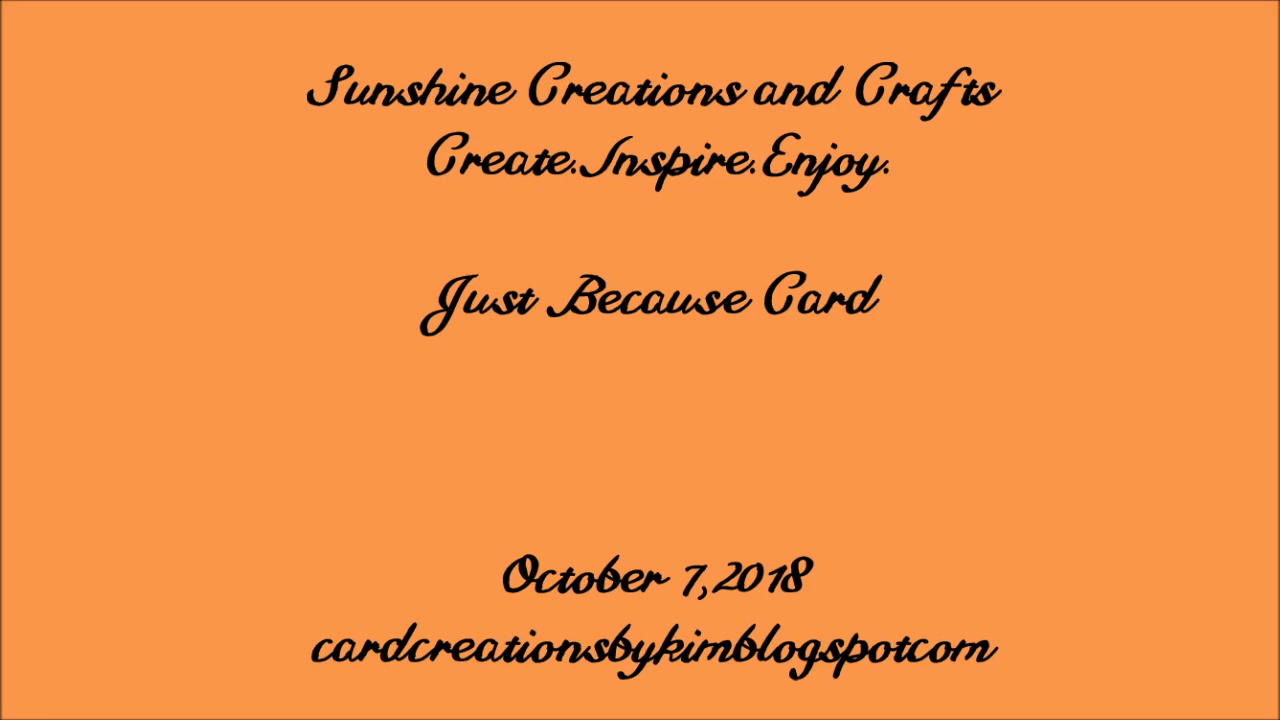 Sunshine Creations and Crafts
Create.Inspire.Enjoy.
Just Because Card
October 7,2018
cardcreationsbykimblogspotcom